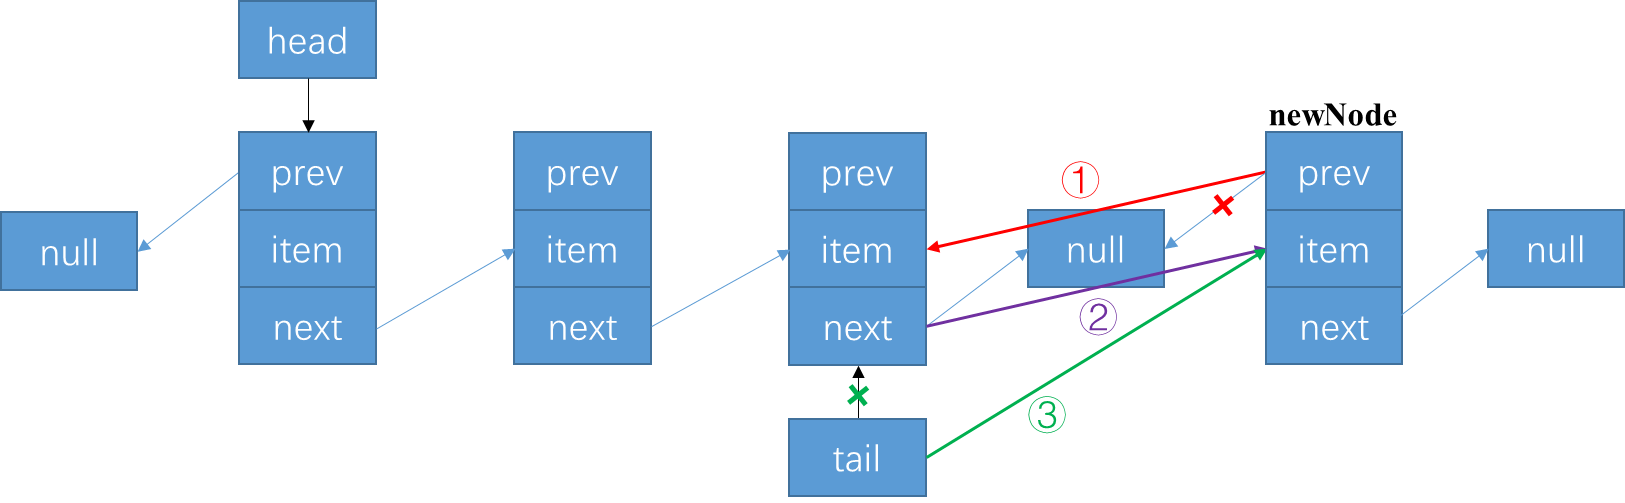 head
newNode
prev
prev
prev
①
prev
null
item
item
item
null
item
null
next
next
next
②
next
③
tail